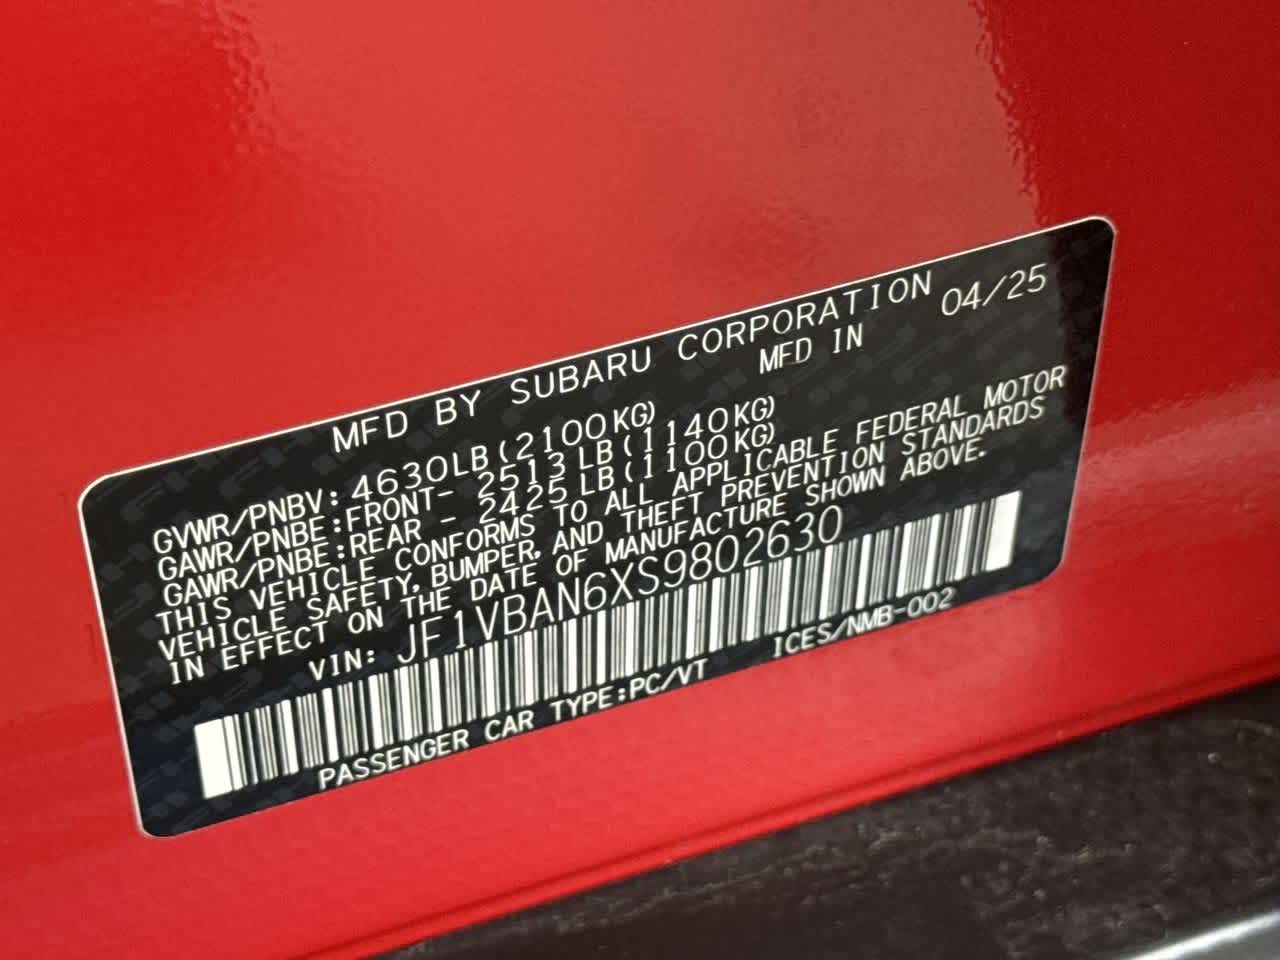 MFD BY SUBARU CORPORATION 04/25
MFD IN
GVWR/PNBV: 4630LB(2100KG)
GAWR/PNBE:FRONT- 2513LB(1140KG)
GAWR/PNBE:REAR - 2425LB(1100KG)
THIS VEHICLE CONFORMS TO ALL APPLICABLE FEDERAL MOTOR
VEHICLE SAFETY, BUMPER, AND THEFT PREVENTION STANDARDS
IN EFFECT ON THE DATE OF MANUFACTURE SHOWN ABOVE.
VIN: JF1VBAN6XS9802630
PASSENGER CAR TYPE:PC/VT ICES/NMB-002